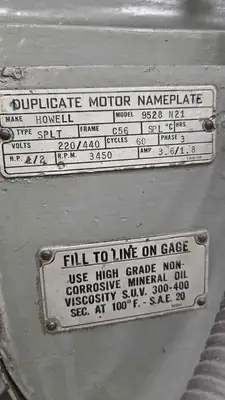 DUPLICATE MOTOR NAMEPLATE
MAKE HOWELL MODEL 9528 N21
TYPE SPLT FRAME C56 SPL °C HRS.
VOLTS 220/440 CYCLES 60 PHASE 3
H.P. 1/2 R.P.M. 3450 AMP. 3.6/1.8
FILL TO LINE ON GAGE
USE HIGH GRADE NON-
CORROSIVE MINERAL OIL
VISCOSITY S.U.V. 300-400
SEC. AT 100°F. - S.A.E. 20